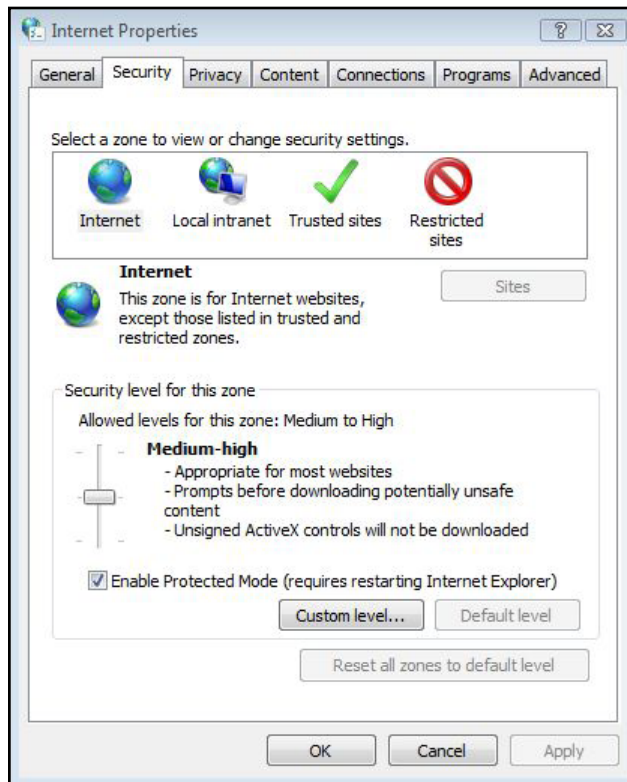 Internet Properties
General Security Privacy Content Connections Programs Advanced
Select a zone to view or change security settings.
Internet Local intranet Trusted sites Restricted
sites
Internet
Sites
This zone is for Internet websites,
except those listed in trusted and
restricted zones.
Security level for this zone
Allowed levels for this zone: Medium to High
Medium-high
- Appropriate for most websites
- Prompts before downloading potentially unsafe
content
- Unsigned ActiveX controls will not be downloaded
Enable Protected Mode (requires restarting Internet Explorer)
Custom level... Default level
Reset all zones to default level
OK Cancel Apply